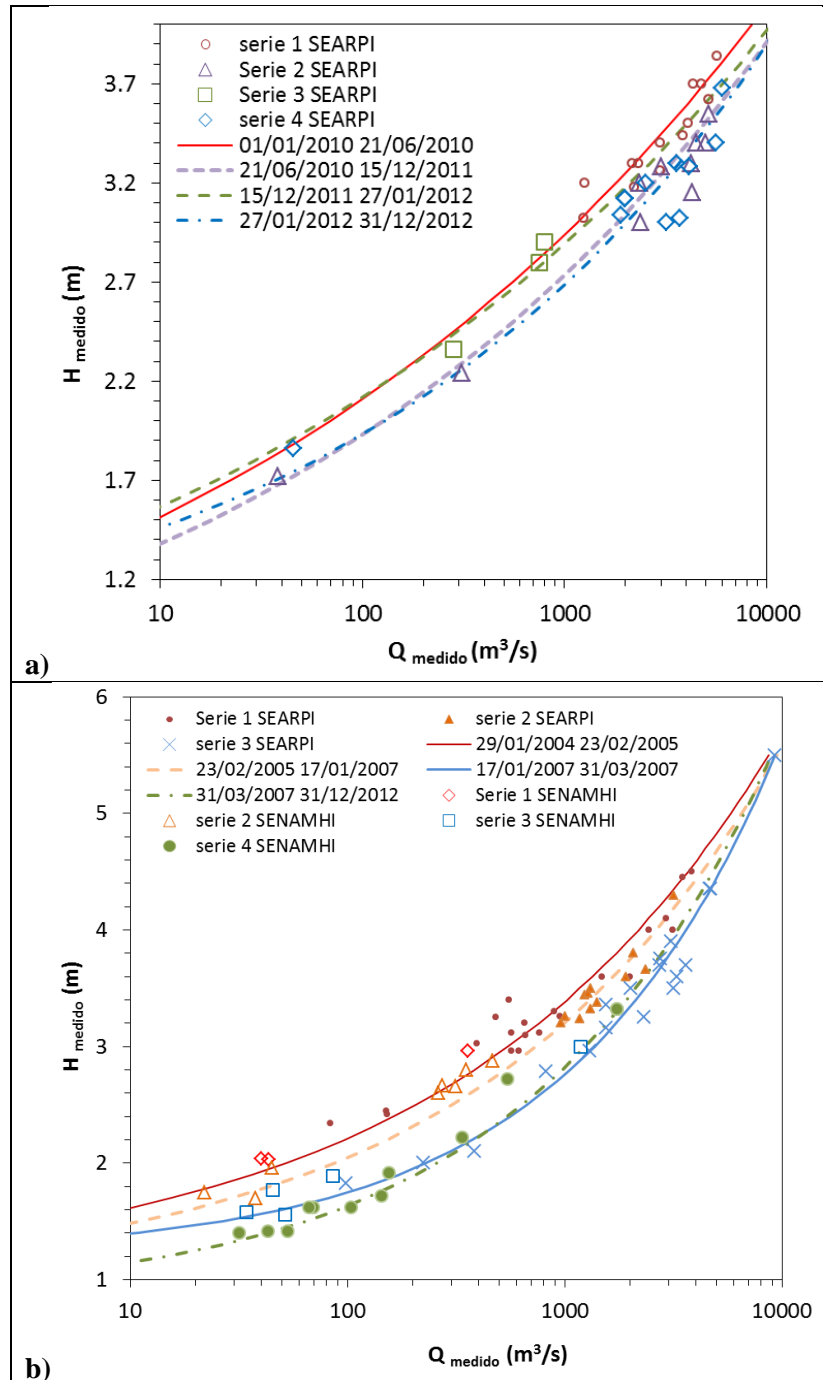 serie 1 SEARPI
Serie 2 SEARPI
Serie 3 SEARPI
serie 4 SEARPI
01/01/2010 21/06/2010
21/06/2010 15/12/2011
15/12/2011 27/01/2012
27/01/2012 31/12/2012
3.7
3.2
2.7
2.2
1.7
1.2
H medido (m)
10 100 1000 10000
Q medido (m³/s)
a)
Serie 1 SEARPI serie 2 SEARPI
serie 3 SEARPI 29/01/2004 23/02/2005
23/02/2005 17/01/2007 17/01/2007 31/03/2007
31/03/2007 31/12/2012 Serie 1 SENAMHI
serie 2 SENAMHI serie 3 SENAMHI
serie 4 SENAMHI
6
5
4
3
2
1
H medido (m)
10 100 1000 10000
Q medido (m³/s)
b)